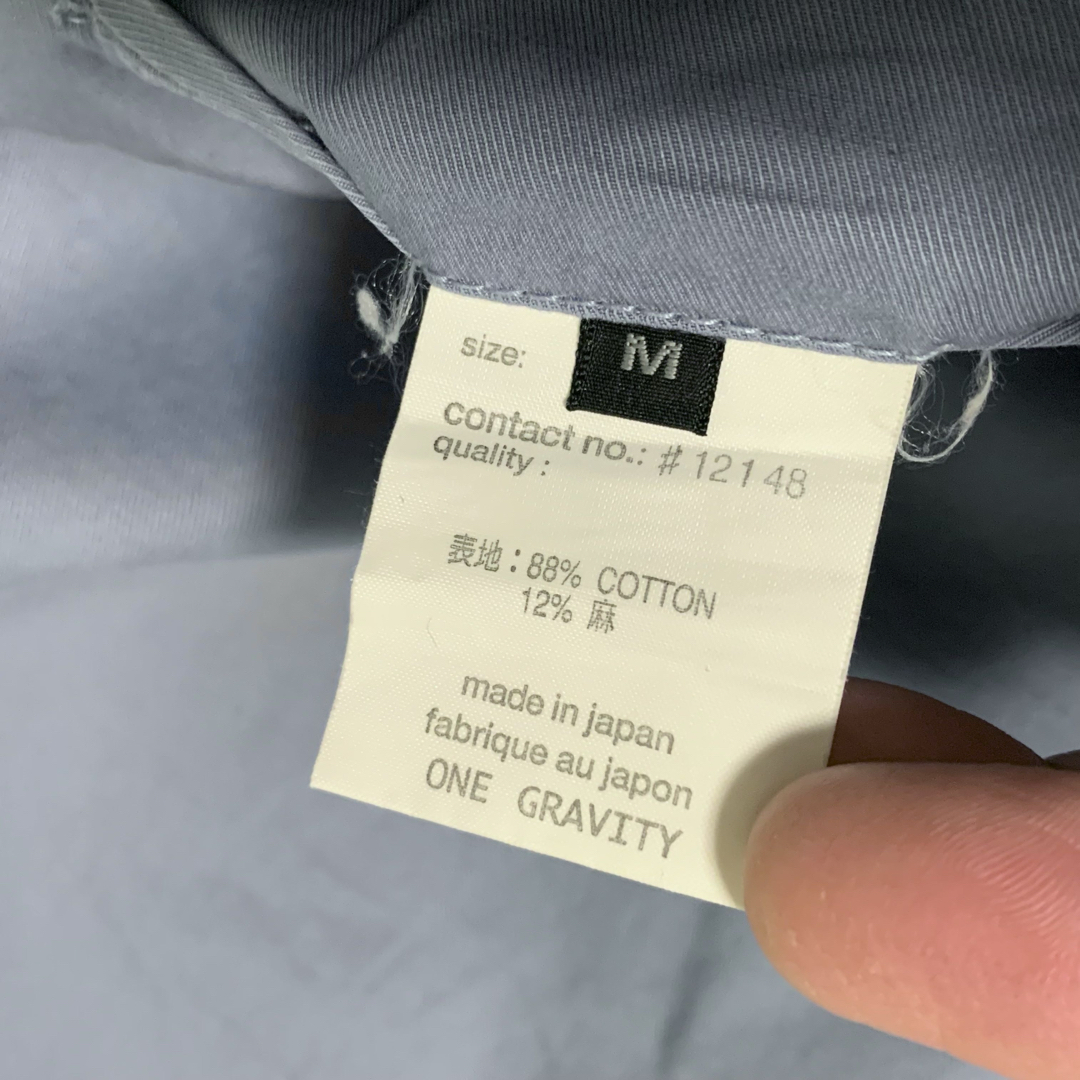 size: M
contact no.: #12148
quality :
表地 : 88% COTTON
12% 麻
made in japan
fabrique au japon
ONE GRAVITY